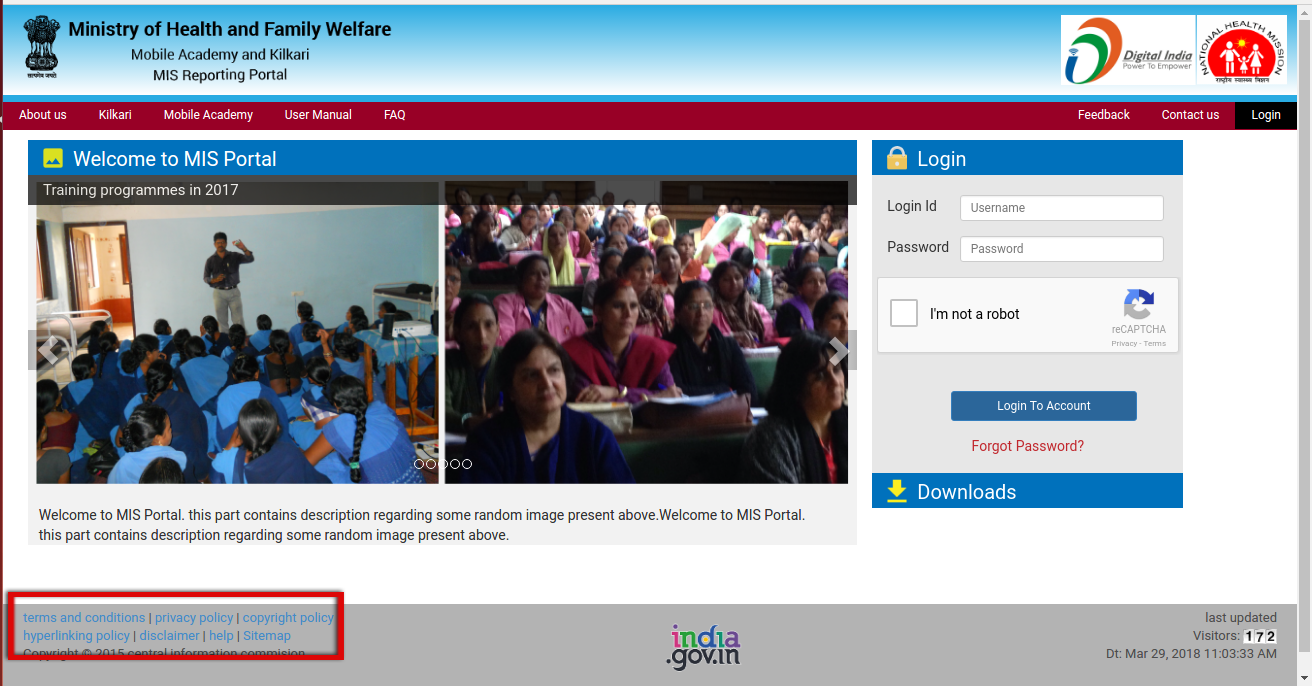 Ministry of Health and Family Welfare
Mobile Academy and Kilkari
MIS Reporting Portal
सत्यमेव जयते
Digital India
Power To Empower
NATIONAL HEALTH MISSION
राष्ट्रीय स्वास्थ्य मिशन
About us
Kilkari
Mobile Academy
User Manual
FAQ
Feedback
Contact us
Login
Welcome to MIS Portal
Training programmes in 2017
Welcome to MIS Portal. this part contains description regarding some random image present above.Welcome to MIS Portal.
this part contains description regarding some random image present above.
Login
Login Id
Username
Password
Password
I'm not a robot
reCAPTCHA
Privacy - Terms
Login To Account
Forgot Password?
Downloads
terms and conditions | privacy policy | copyright policy
hyperlinking policy | disclaimer | help | Sitemap
Copyright © 2015 central information commision
india
.gov.in
last updated
Visitors: 172
Dt: Mar 29, 2018 11:03:33 AM